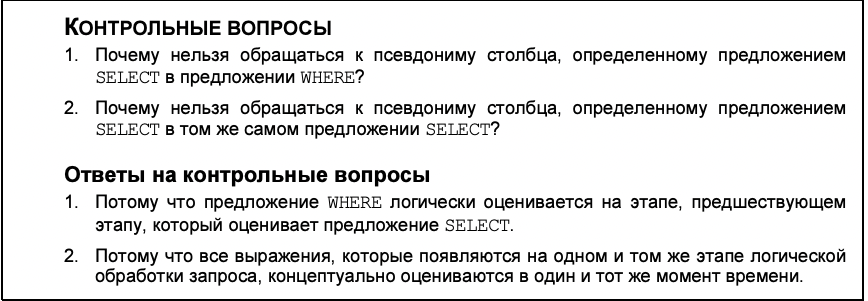 КОНТРОЛЬНЫЕ ВОПРОСЫ
1. Почему нельзя обращаться к псевдониму столбца, определенному предложением
SELECT в предложении WHERE?
2. Почему нельзя обращаться к псевдониму столбца, определенному предложением
SELECT в том же самом предложении SELECT?
Ответы на контрольные вопросы
1. Потому что предложение WHERE логически оценивается на этапе, предшествующем
этапу, который оценивает предложение SELECT.
2. Потому что все выражения, которые появляются на одном и том же этапе логической
обработки запроса, концептуально оцениваются в один и тот же момент времени.